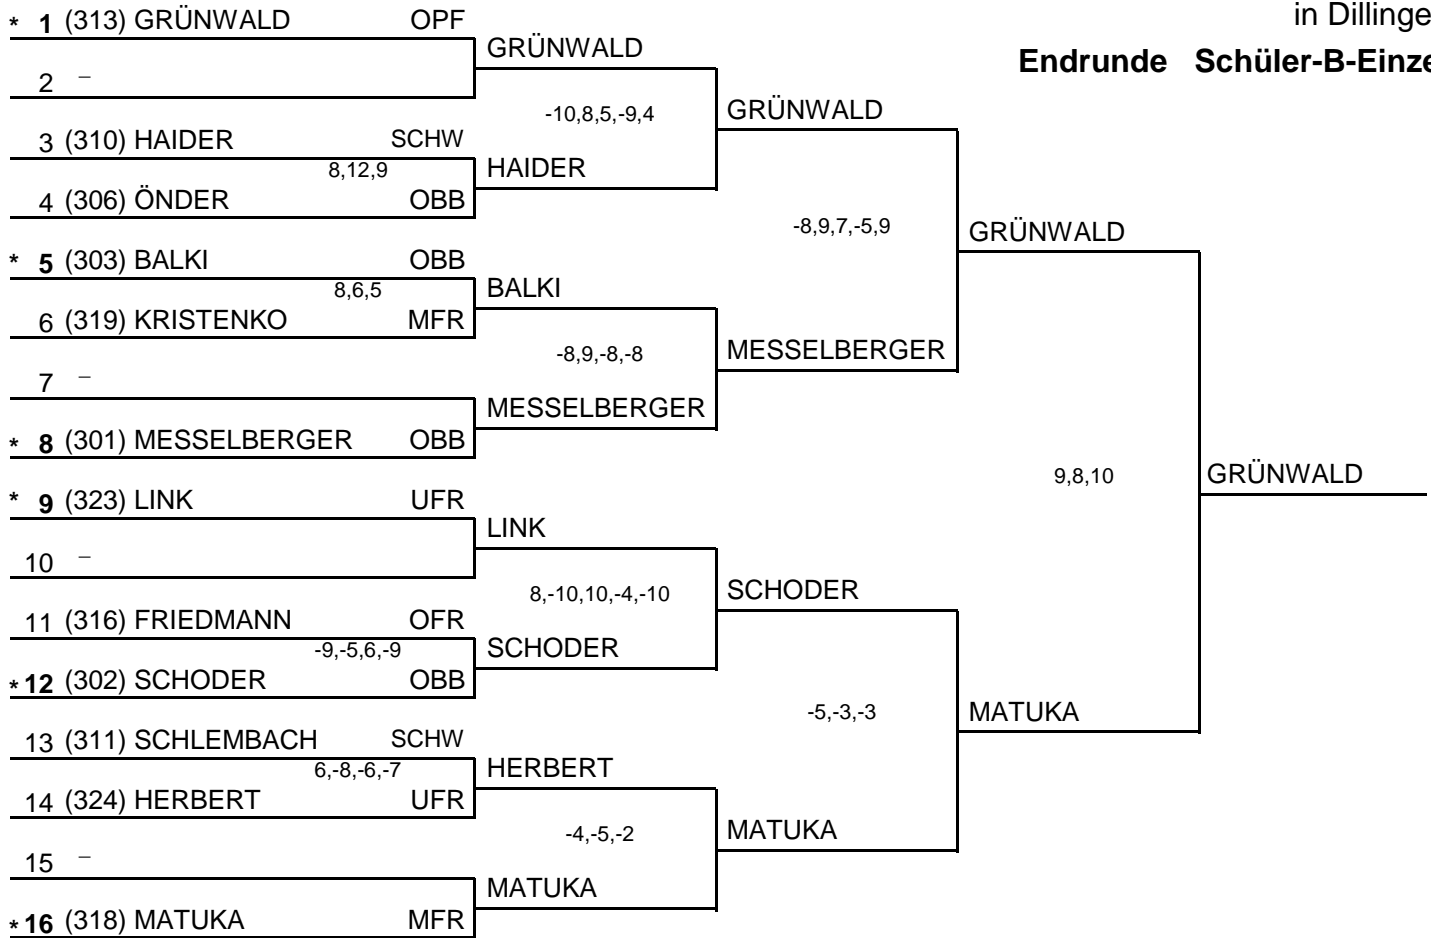 in Dillinge
Endrunde Schüler-B-Einze
* 1 (313) GRÜNWALD OPF
GRÜNWALD
2 –
-10,8,5,-9,4
GRÜNWALD
3 (310) HAIDER SCHW
8,12,9
HAIDER
4 (306) ÖNDER OBB
-8,9,7,-5,9
GRÜNWALD
* 5 (303) BALKI OBB
8,6,5
BALKI
6 (319) KRISTENKO MFR
-8,9,-8,-8
MESSELBERGER
7 –
MESSELBERGER
* 8 (301) MESSELBERGER OBB
9,8,10
GRÜNWALD
* 9 (323) LINK UFR
LINK
10 –
8,-10,10,-4,-10
SCHODER
11 (316) FRIEDMANN OFR
-9,-5,6,-9
SCHODER
* 12 (302) SCHODER OBB
-5,-3,-3
MATUKA
13 (311) SCHLEMBACH SCHW
6,-8,-6,-7
HERBERT
14 (324) HERBERT UFR
-4,-5,-2
MATUKA
15 –
MATUKA
* 16 (318) MATUKA MFR